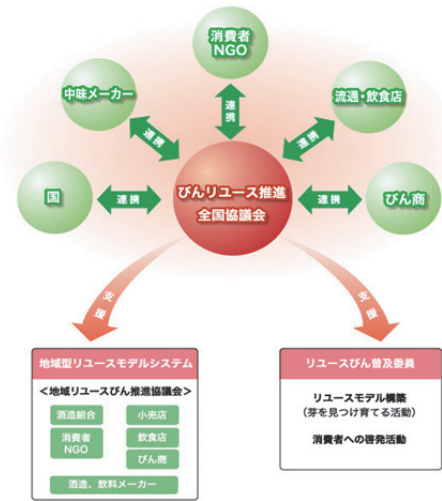 消費者
NGO
中味メーカー
流通・飲食店
連携
連携
連携
国
連携
びんリユース推進
全国協議会
連携
びん商
支援
支援
地域型リユースモデルシステム
<地域リユースびん推進協議会>
酒造組合
小売店
消費者
NGO
飲食店
びん商
酒造、飲料メーカー
リユースびん普及委員
リユースモデル構築
（芽を見つけ育てる活動）
消費者への啓発活動